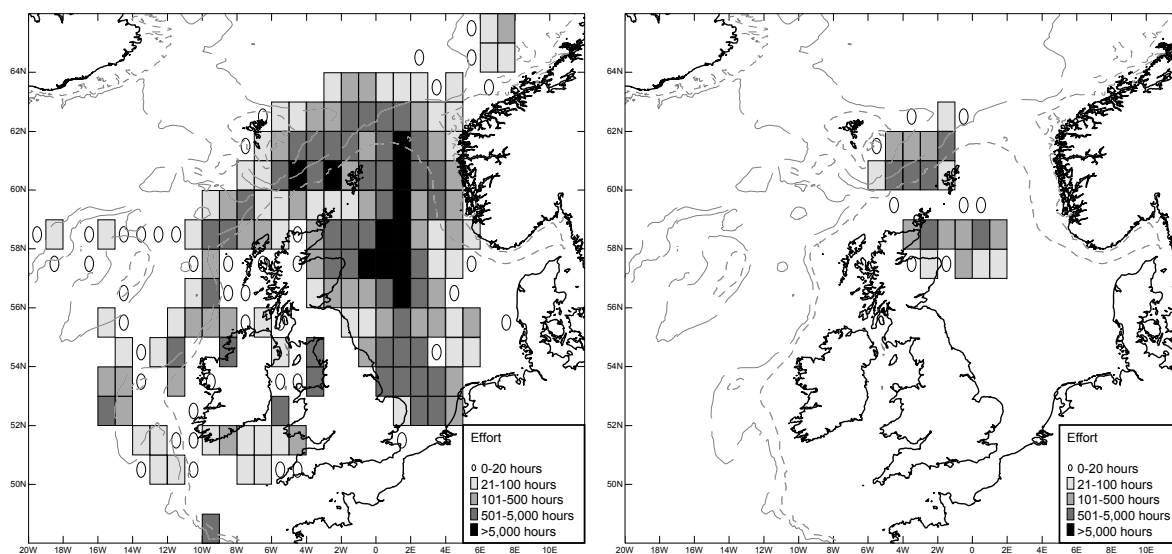 64N
62N
60N
58N
56N
54N
52N
50N
20W 18W 16W 14W 12W 10W 8W 6W 4W 2W 0 2E 4E 6E 8E 10E
Effort
0-20 hours
21-100 hours
101-500 hours
501-5,000 hours
>5,000 hours
64N
62N
60N
58N
56N
54N
52N
50N
20W 18W 16W 14W 12W 10W 8W 6W 4W 2W 0 2E 4E 6E 8E 10E
Effort
0-20 hours
21-100 hours
101-500 hours
501-5,000 hours
>5,000 hours